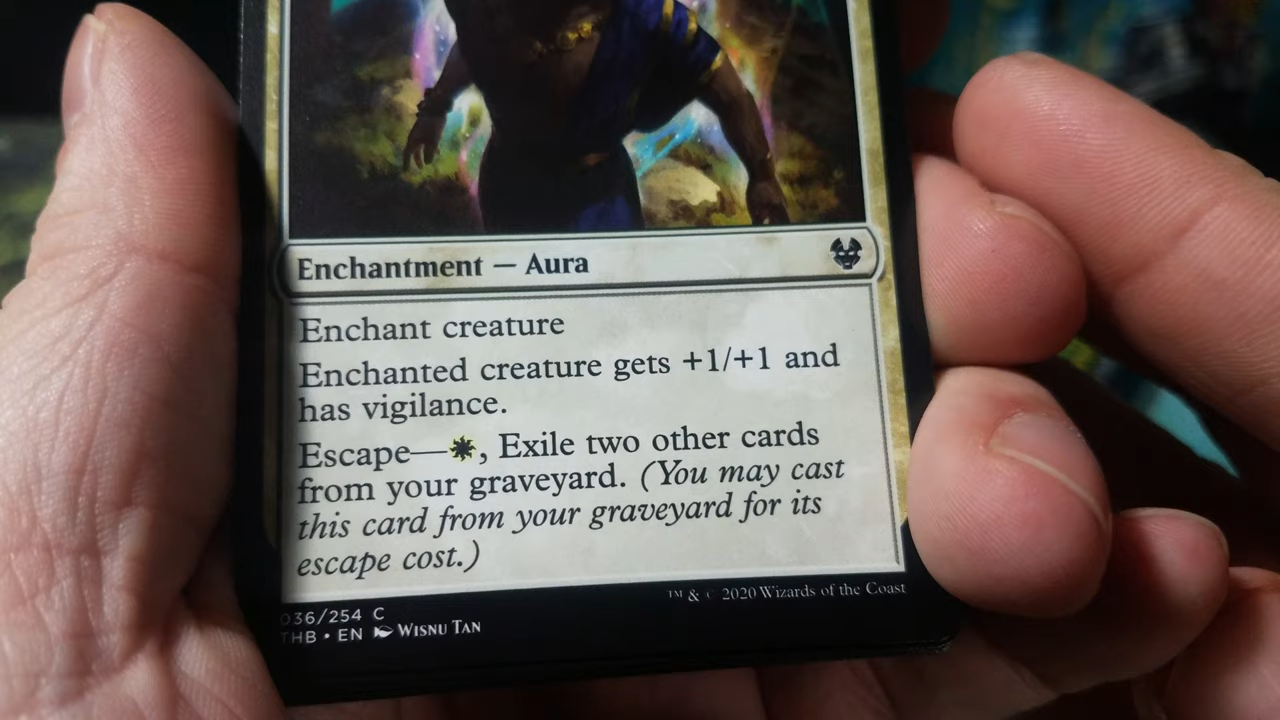 Enchantment — Aura
Enchant creature
Enchanted creature gets +1/+1 and
has vigilance.
Escape—, Exile two other cards
from your graveyard. (You may cast
this card from your graveyard for its
escape cost.)
036/254 C
THB • EN Wisnu Tan
™ & © 2020 Wizards of the Coast